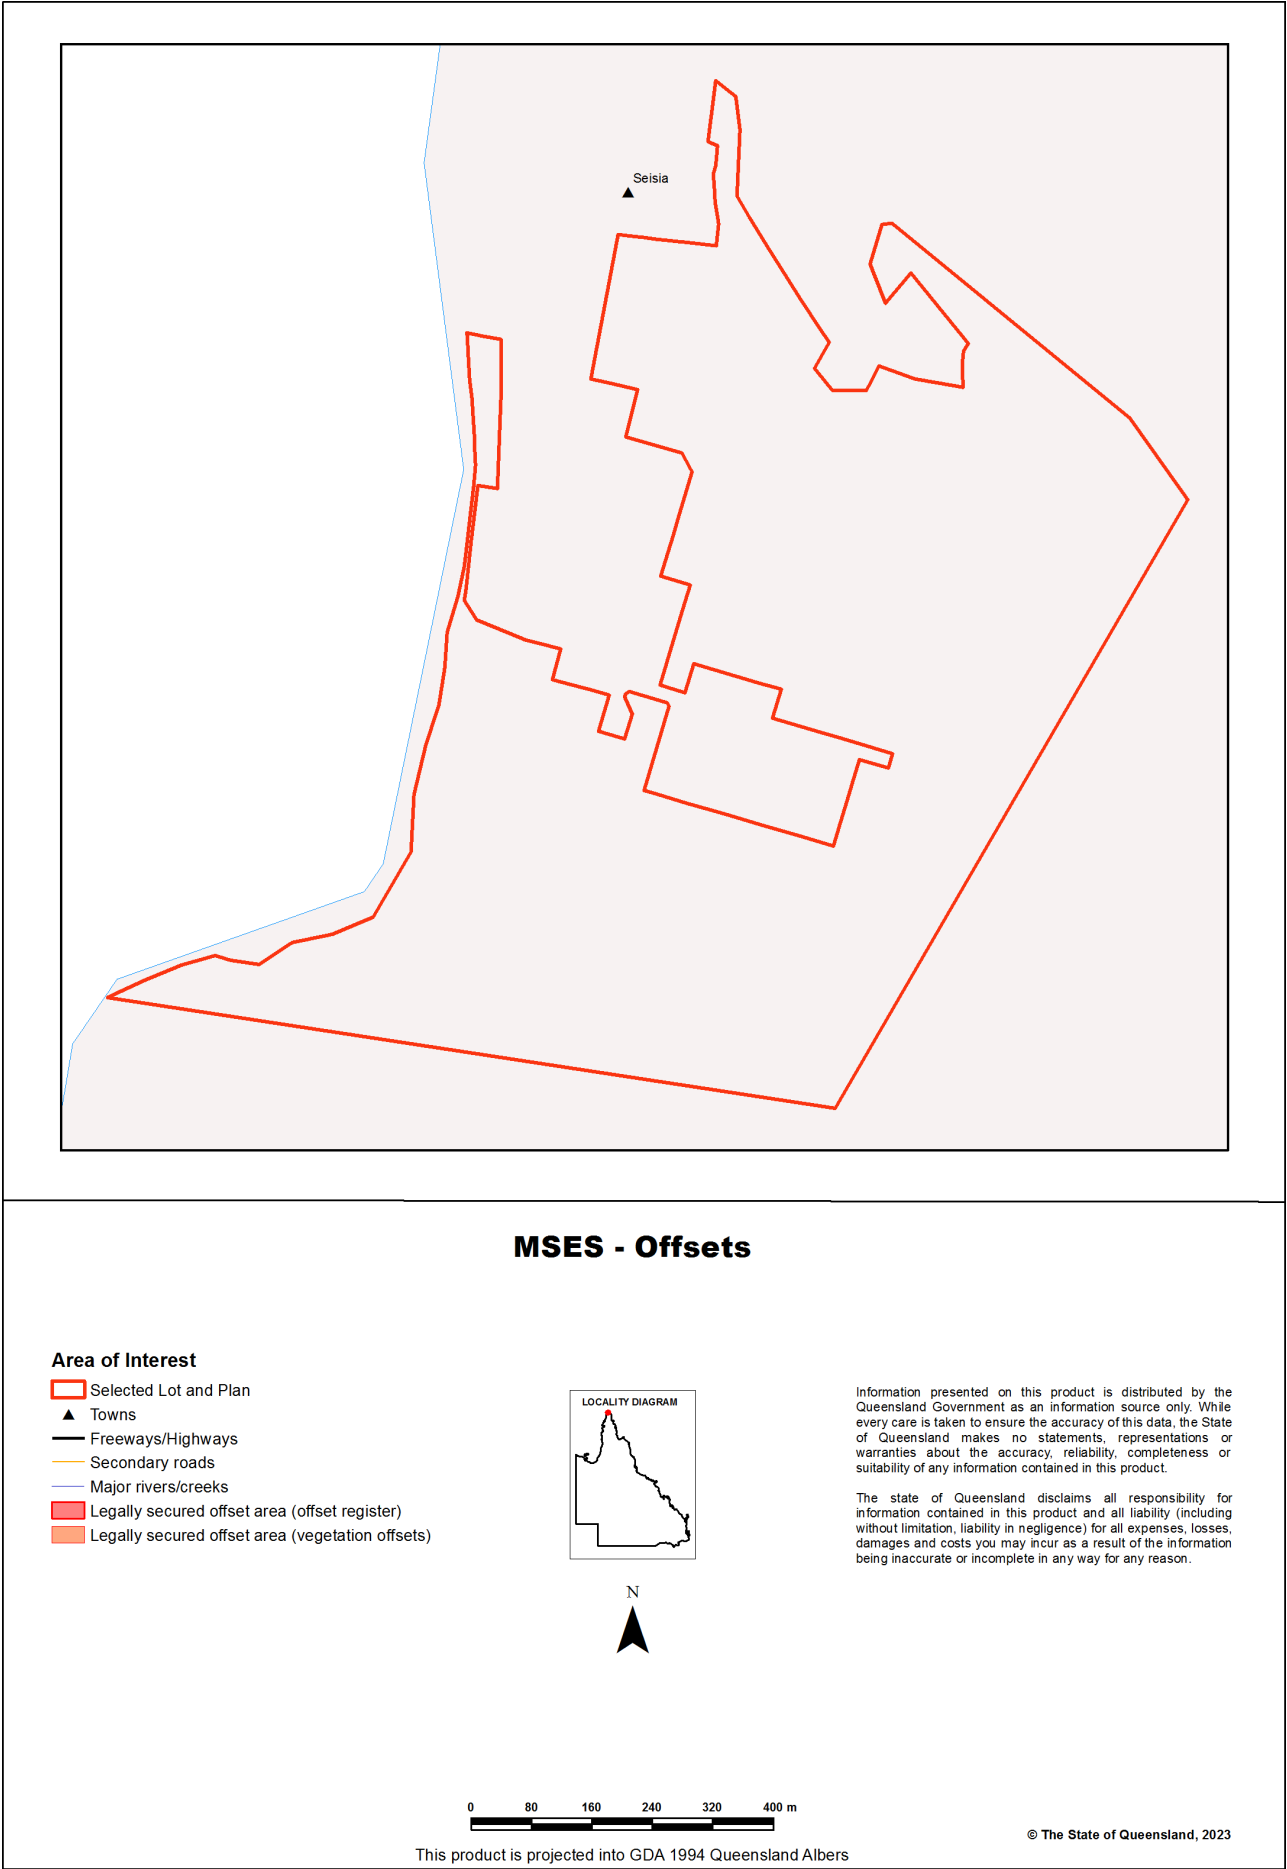 Seisia
MSES - Offsets
Area of Interest
Selected Lot and Plan
Towns
Freeways/Highways
Secondary roads
Major rivers/creeks
Legally secured offset area (offset register)
Legally secured offset area (vegetation offsets)
LOCALITY DIAGRAM
N
Information presented on this product is distributed by the
Queensland Government as an information source only. While
every care is taken to ensure the accuracy of this data, the State
of Queensland makes no statements, representations or
warranties about the accuracy, reliability, completeness or
suitability of any information contained in this product.
The state of Queensland disclaims all responsibility for
information contained in this product and all liability (including
without limitation, liability in negligence) for all expenses, losses,
damages and costs you may incur as a result of the information
being inaccurate or incomplete in any way for any reason.
0 80 160 240 320 400 m
This product is projected into GDA 1994 Queensland Albers
© The State of Queensland, 2023